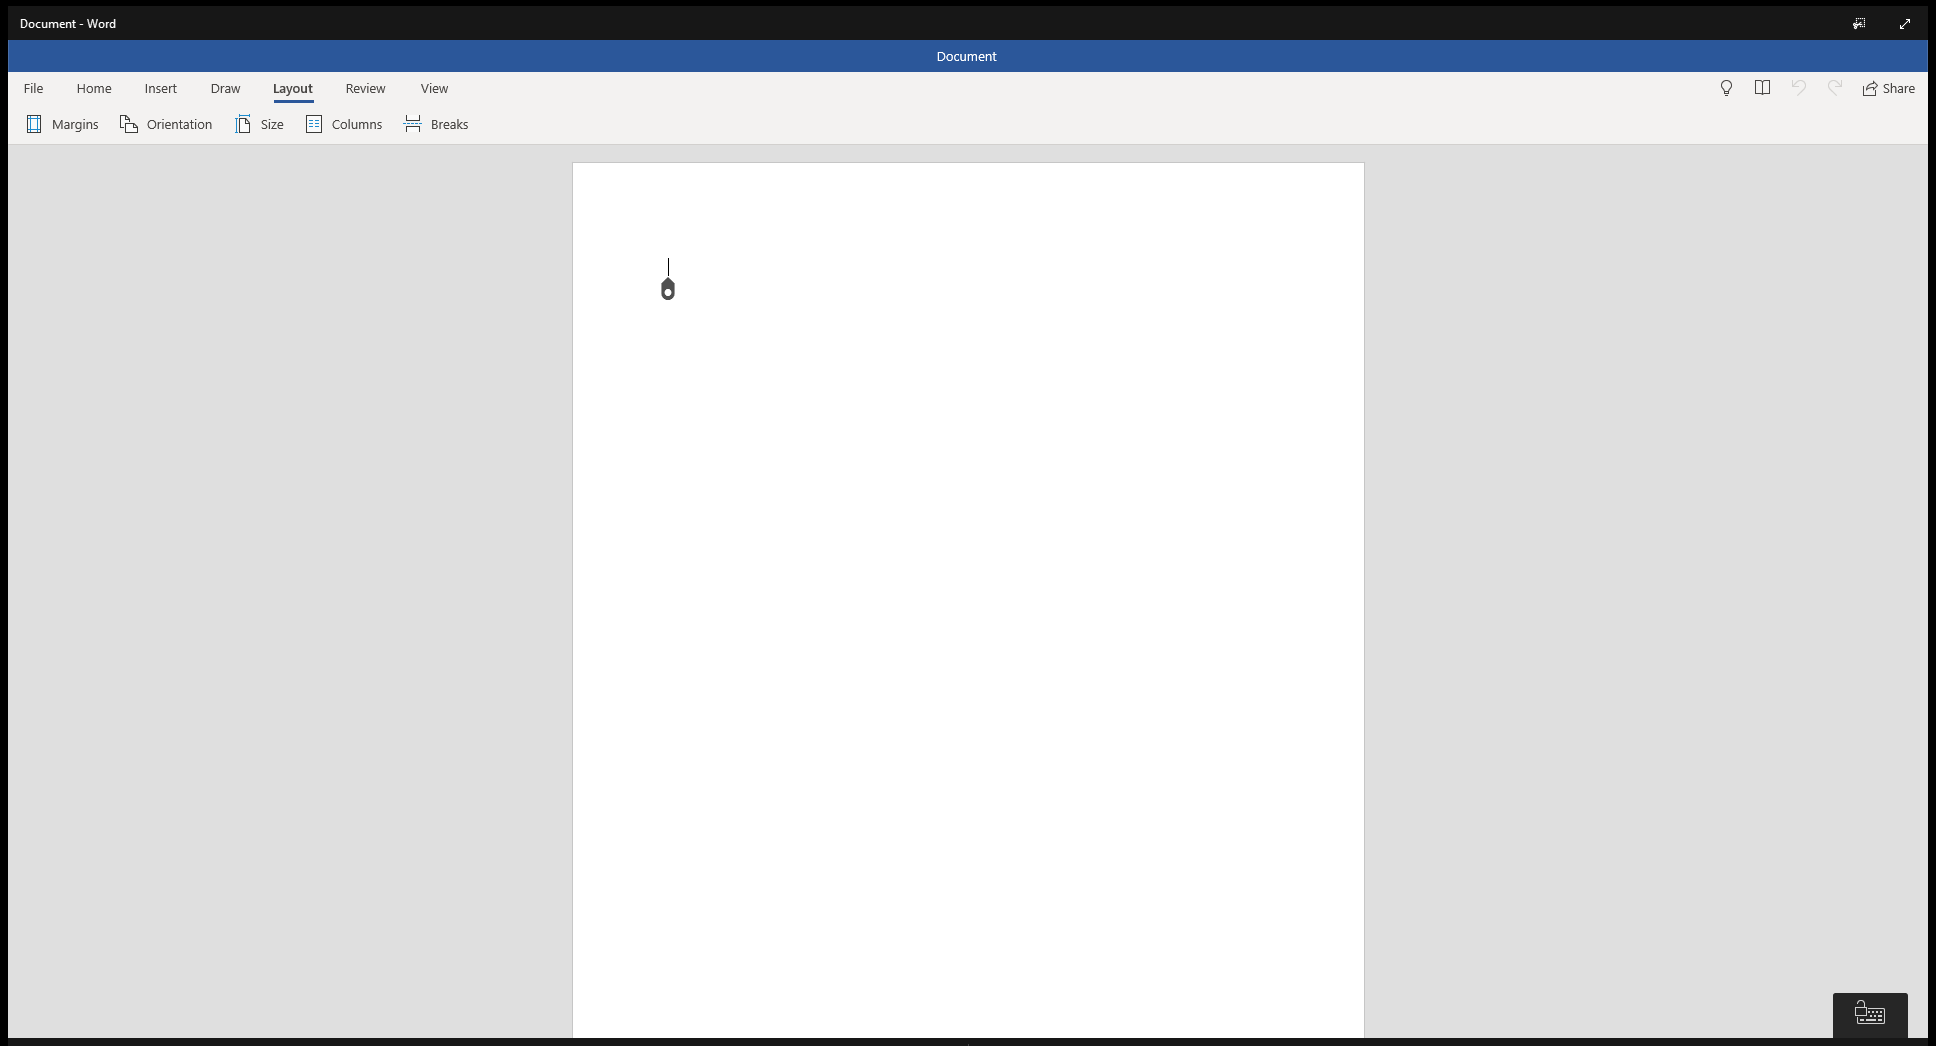 Document - Word
Document
File Home Insert Draw Layout Review View Share
Margins Orientation Size Columns Breaks